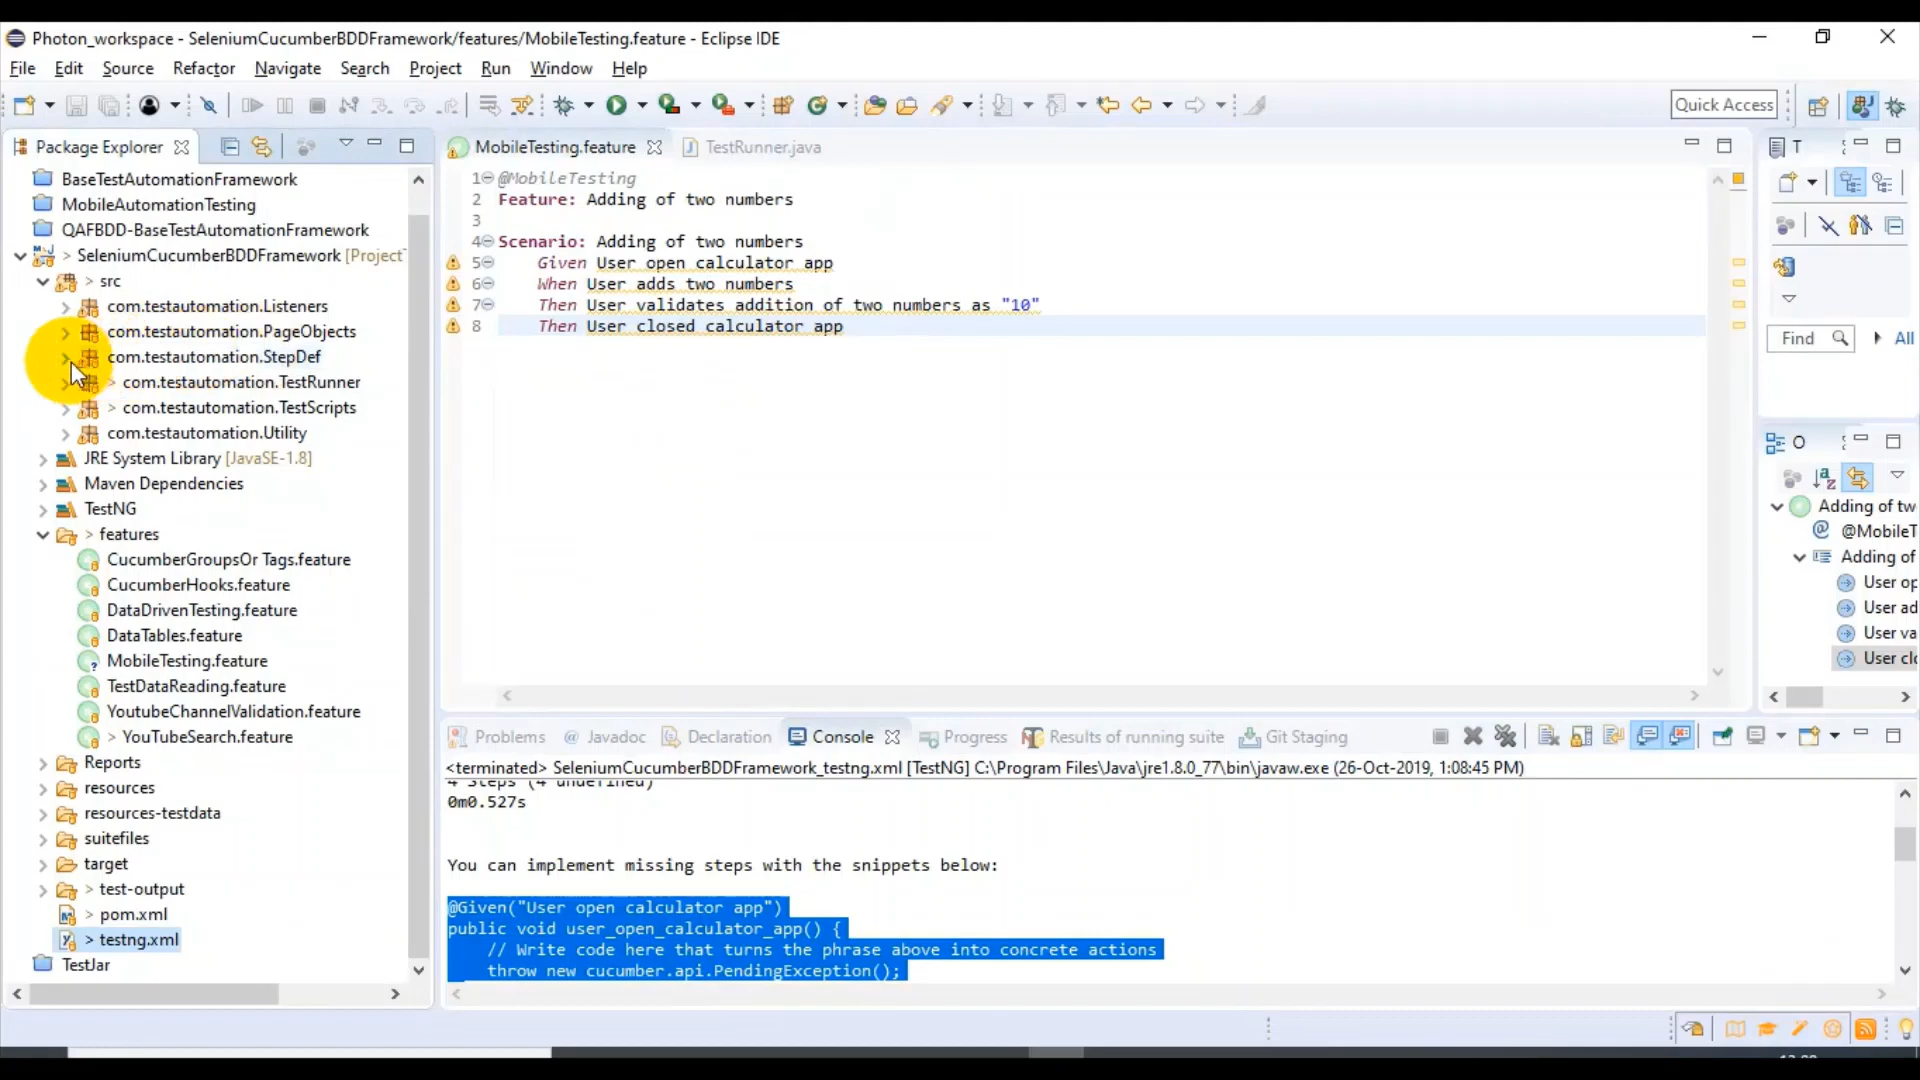 Photon_workspace - SeleniumCucumberBDDFramework/features/MobileTesting.feature - Eclipse IDE
File Edit Source Refactor Navigate Search Project Run Window Help
Quick Access
Package Explorer
BaseTestAutomationFramework
MobileAutomationTesting
QAFBDD-BaseTestAutomationFramework
> SeleniumCucumberBDDFramework [Project
> src
com.testautomation.Listeners
com.testautomation.PageObjects
com.testautomation.StepDef
> com.testautomation.TestRunner
> com.testautomation.TestScripts
com.testautomation.Utility
JRE System Library [JavaSE-1.8]
Maven Dependencies
TestNG
> features
CucumberGroupsOr Tags.feature
CucumberHooks.feature
DataDrivenTesting.feature
DataTables.feature
MobileTesting.feature
TestDataReading.feature
YoutubeChannelValidation.feature
> YouTubeSearch.feature
Reports
resources
resources-testdata
suitefiles
target
> test-output
> pom.xml
> testng.xml
TestJar
MobileTesting.feature TestRunner.java
1 @MobileTesting
2 Feature: Adding of two numbers
3
4 Scenario: Adding of two numbers
5 Given User open calculator app
6 When User adds two numbers
7 Then User validates addition of two numbers as "10"
8 Then User closed calculator app
T
Find All
O
Adding of tw
@MobileT
Adding of
User op
User ad
User va
User clo
Problems @ Javadoc Declaration Console Progress Results of running suite Git Staging
<terminated> SeleniumCucumberBDDFramework_testng.xml [TestNG] C:\Program Files\Java\jre1.8.0_77\bin\javaw.exe (26-Oct-2019, 1:08:45 PM)
4 Steps (4 undefined)
0m0.527s
You can implement missing steps with the snippets below:
@Given("User open calculator app")
public void user_open_calculator_app() {
// Write code here that turns the phrase above into concrete actions
throw new cucumber.api.PendingException();